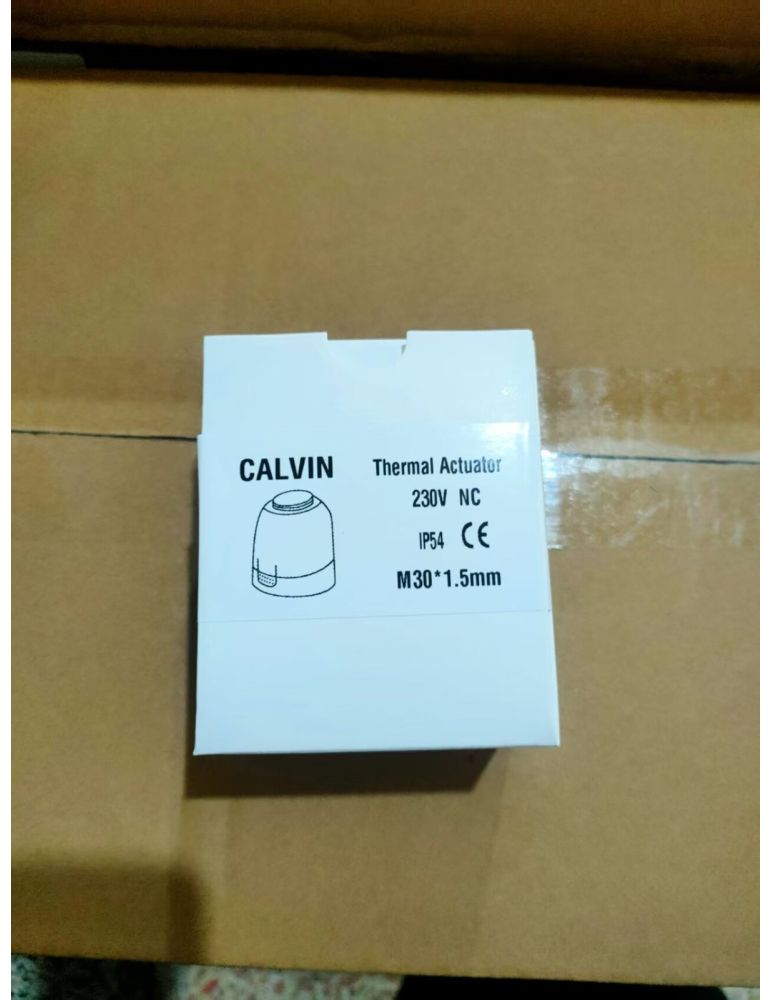 CALVIN
Thermal Actuator
230V NC
IP54 CE
M30*1.5mm